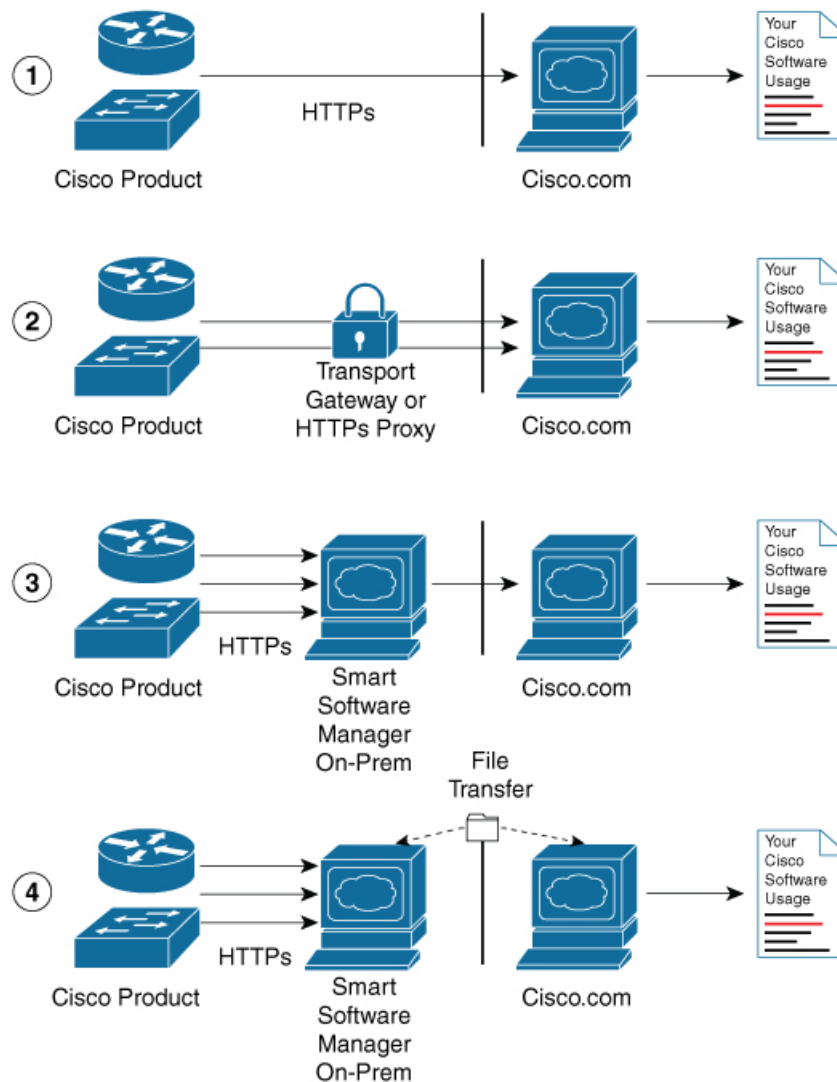 1
HTTPs
Cisco Product
Cisco.com
Your
Cisco
Software
Usage
2
Transport
Gateway or
HTTPs Proxy
Cisco Product
Cisco.com
Your
Cisco
Software
Usage
3
HTTPs
Cisco Product
Smart
Software
Manager
On-Prem
Cisco.com
Your
Cisco
Software
Usage
File
Transfer
4
HTTPs
Cisco Product
Smart
Software
Manager
On-Prem
Cisco.com
Your
Cisco
Software
Usage